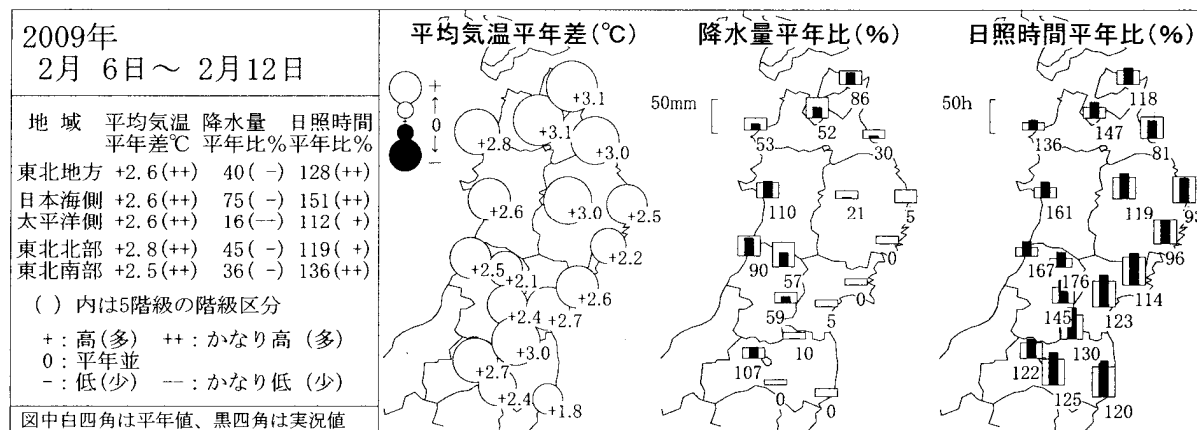 2009年
2月 6日～ 2月12日
地 域 平均気温 降水量 日照時間
平年差℃ 平年比% 平年比%
東北地方 +2.6(++) 40( -) 128(++)
日本海側 +2.6(++) 75( -) 151(++)
太平洋側 +2.6(++) 16(--) 112( +)
東北北部 +2.8(++) 45( -) 119( +)
東北南部 +2.5(++) 36( -) 136(++)
( ) 内は5階級の階級区分
+ : 高(多) ++ : かなり高 (多)
0 : 平年並
- : 低(少) -- : かなり低 (少)
図中白四角は平年値、黒四角は実況値
平均気温平年差(℃)
+
↑
0
↓
-
+3.1
+3.1
+2.8
+3.0
+2.6
+3.0
+2.5
+2.2
+2.5
+2.1
+2.6
+2.4
+2.7
+3.0
+2.7
+2.4
+1.8
降水量平年比(%)
50mm
86
52
53
30
110
21
5
0
90
57
0
59
5
10
107
0
0
日照時間平年比(%)
50h
118
147
136
81
161
119
93
96
167
176
114
145
123
130
122
125
120